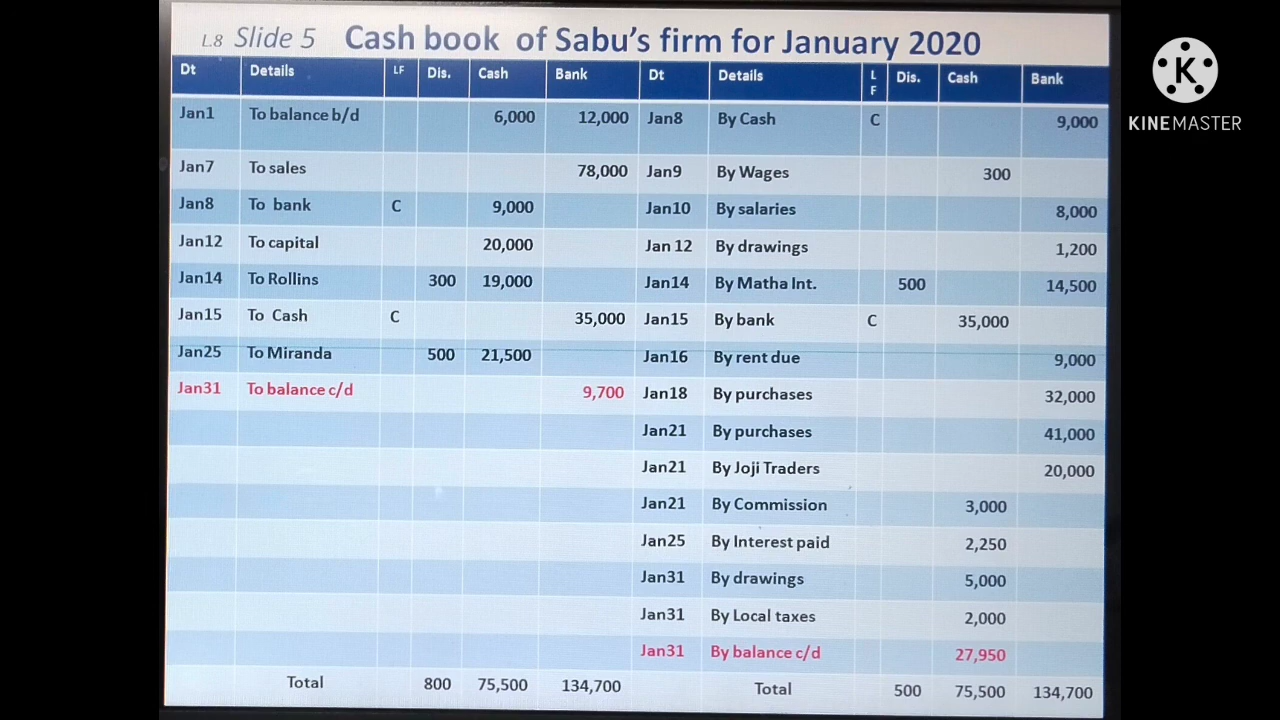 L.8 Slide 5 Cash book of Sabu's firm for January 2020
Dt Details LF Dis. Cash Bank Dt Details L F Dis. Cash Bank
Jan1 To balance b/d 6,000 12,000 Jan8 By Cash C 9,000
Jan7 To sales 78,000 Jan9 By Wages 300
Jan8 To bank C 9,000 Jan10 By salaries 8,000
Jan12 To capital 20,000 Jan 12 By drawings 1,200
Jan14 To Rollins 300 19,000 Jan14 By Matha Int. 500 14,500
Jan15 To Cash C 35,000 Jan15 By bank C 35,000
Jan25 To Miranda 500 21,500 Jan16 By rent due 9,000
Jan31 To balance c/d 9,700 Jan18 By purchases 32,000
Jan21 By purchases 41,000
Jan21 By Joji Traders 20,000
Jan21 By Commission 3,000
Jan25 By Interest paid 2,250
Jan31 By drawings 5,000
Jan31 By Local taxes 2,000
Jan31 By balance c/d 27,950
Total 800 75,500 134,700 Total 500 75,500 134,700
K
KINEMASTER